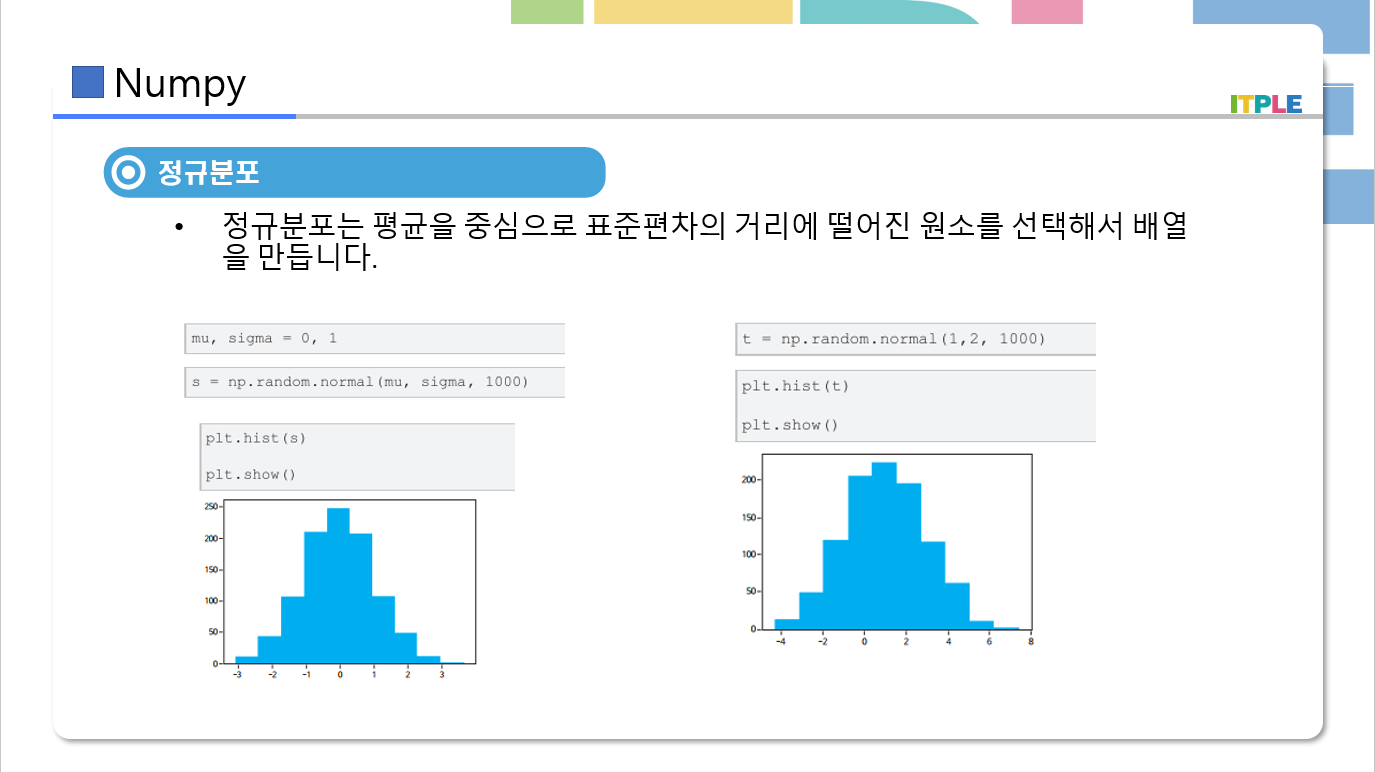 Numpy
ITPLE
정규분포
• 정규분포는 평균을 중심으로 표준편차의 거리에 떨어진 원소를 선택해서 배열
을 만듭니다.
mu, sigma = 0, 1
s = np.random.normal(mu, sigma, 1000)
plt.hist(s)
plt.show()
250
200
150
100
50
0
-3 -2 -1 0 1 2 3
t = np.random.normal(1,2, 1000)
plt.hist(t)
plt.show()
200
150
100
50
0
-4 -2 0 2 4 6 8